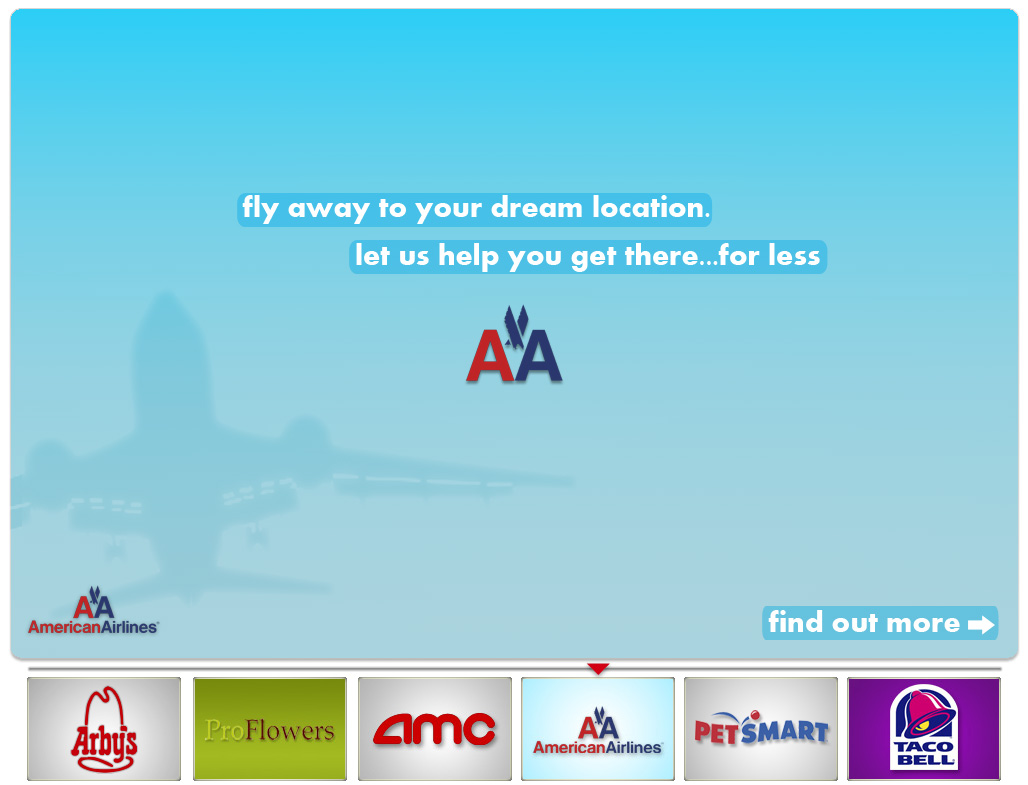 fly away to your dream location.
let us help you get there...for less
AA
AA
AmericanAirlines®
find out more
Arby's
ProFlowers
amc
AA
AmericanAirlines®
PETSMART
TACO
BELL